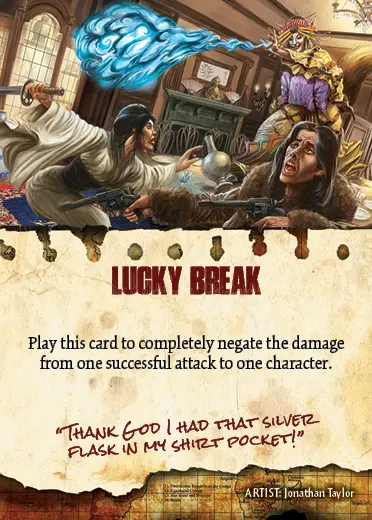 LUCKY BREAK
Play this card to completely negate the damage
from one successful attack to one character.
"THANK GOD I HAD THAT SILVER
FLASK IN MY SHIRT POCKET!"
ARTIST: Jonathan Taylor